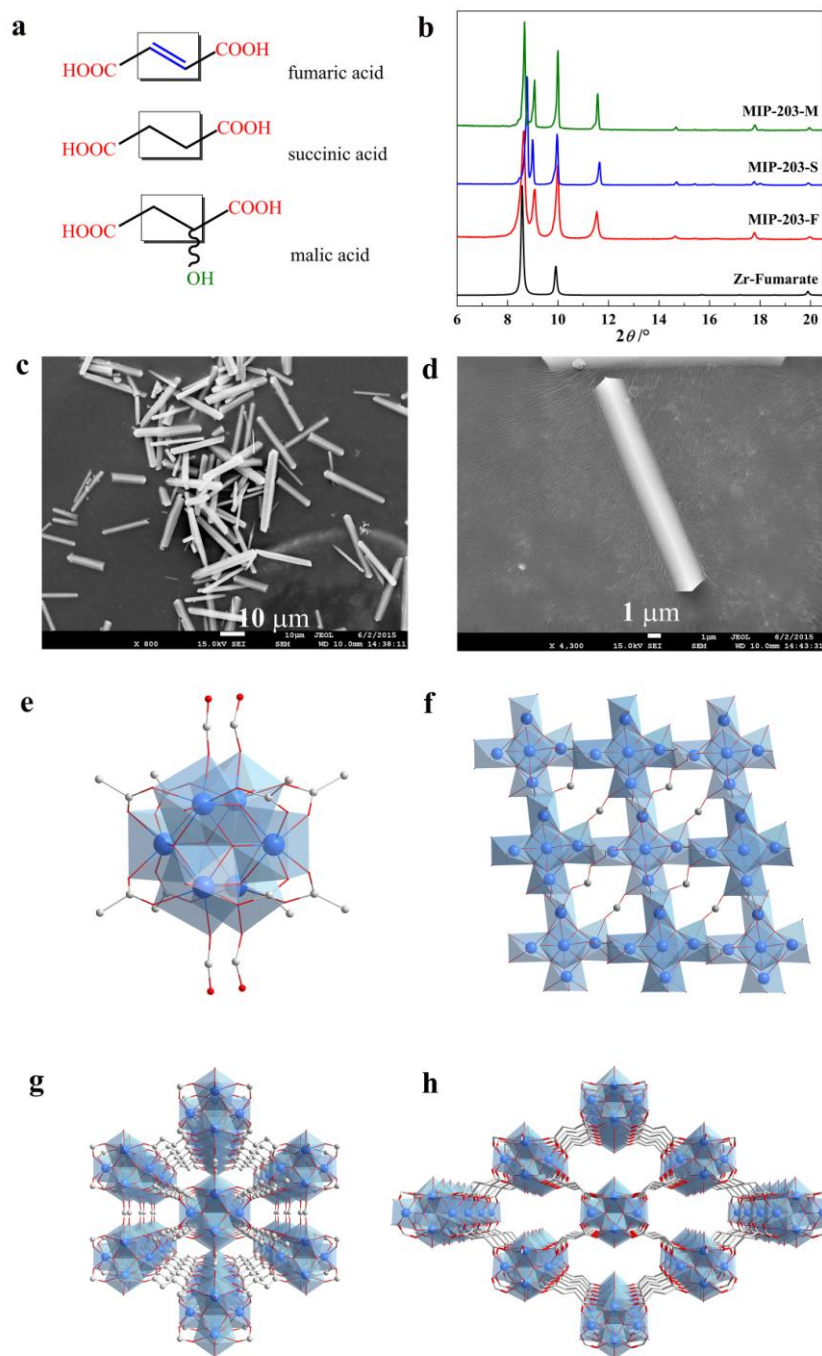 a
HOOC
COOH
fumaric acid
HOOC
COOH
succinic acid
HOOC
COOH
OH
malic acid
b
MIP-203-M
MIP-203-S
MIP-203-F
Zr-Fumarate
6 8 10 12 14 16 18 20
2θ/°
c
10 μm
X 800 15.0kV SEI 10μm JEOL 6/2/2015
SEM WD 10.0mm 14:38:11
d
1 μm
X 4,300 15.0kV SEI 1μm JEOL 6/2/2015
SEM WD 10.0mm 14:43:31
e
f
g
h